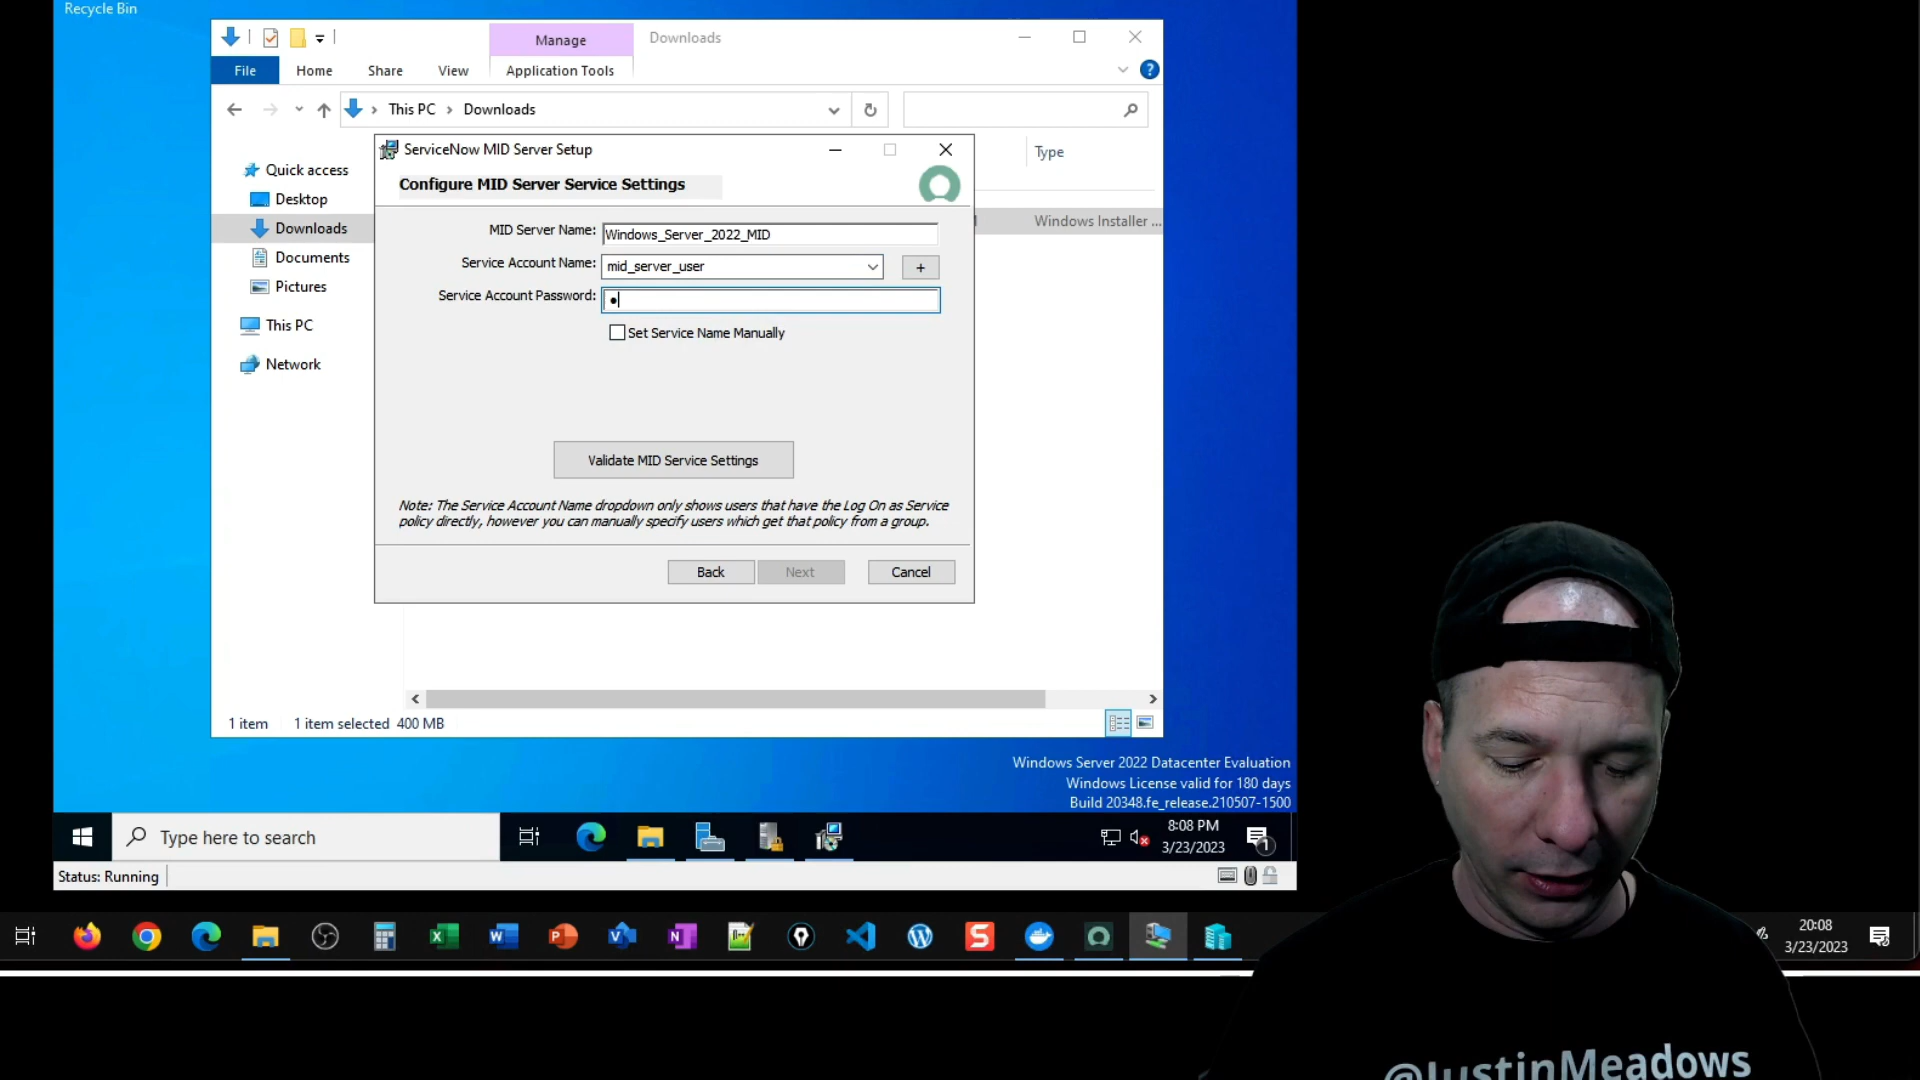 Recycle Bin
Manage
Downloads
File
Home
Share
View
Application Tools
This PC
Downloads
ServiceNow MID Server Setup
Type
Configure MID Server Service Settings
Quick access
Desktop
Downloads
Windows Installer ...
MID Server Name:
Windows_Server_2022_MID
Service Account Name:
mid_server_user
+
Documents
Service Account Password:
Pictures
This PC
Set Service Name Manually
Network
Validate MID Service Settings
Note: The Service Account Name dropdown only shows users that have the Log On as Service
policy directly, however you can manually specify users which get that policy from a group.
Back
Next
Cancel
1 item
1 item selected 400 MB
Windows Server 2022 Datacenter Evaluation
Windows License valid for 180 days
Build 20348.fe_release.210507-1500
Type here to search
8:08 PM
3/23/2023
1
Status: Running
20:08
3/23/2023
@JustinMeadows